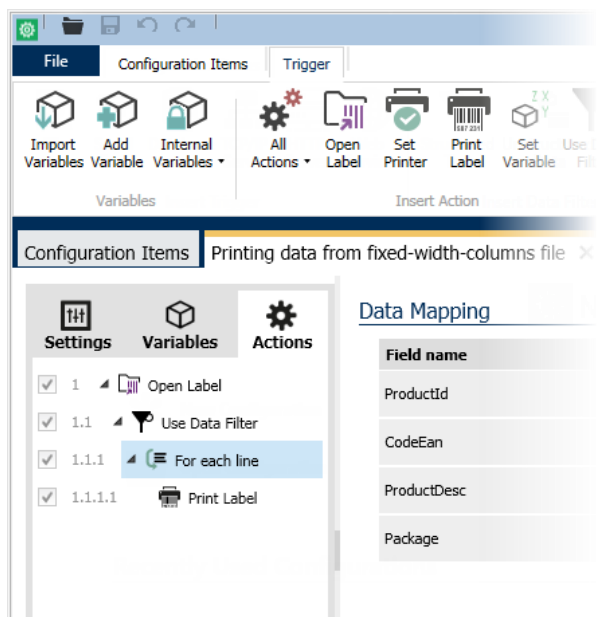 File Configuration Items Trigger
Import Variables
Add Variable
Internal Variables
All Actions
Open Label
Set Printer
Print Label
Set Variable
Use
Variables
Insert Action
Configuration Items
Printing data from fixed-width-columns file
Settings Variables Actions
1 Open Label
1.1 Use Data Filter
1.1.1 For each line
1.1.1.1 Print Label
Data Mapping
Field name
ProductId
CodeEan
ProductDesc
Package